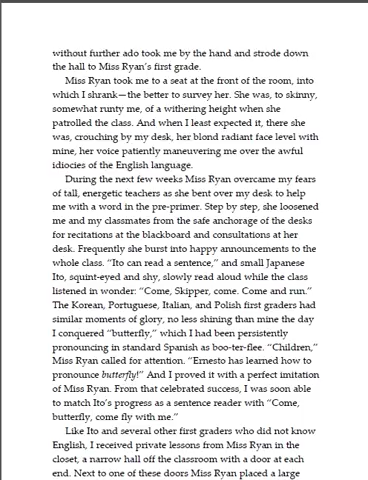 without further ado took me by the hand and strode down
the hall to Miss Ryan's first grade.
Miss Ryan took me to a seat at the front of the room, into
which I shrank—the better to survey her. She was, to skinny,
somewhat runty me, of a withering height when she
patrolled the class. And when I least expected it, there she
was, crouching by my desk, her blond radiant face level with
mine, her voice patiently maneuvering me over the awful
idiocies of the English language.
During the next few weeks Miss Ryan overcame my fears
of tall, energetic teachers as she bent over my desk to help
me with a word in the pre-primer. Step by step, she loosened
me and my classmates from the safe anchorage of the desks
for recitations at the blackboard and consultations at her
desk. Frequently she burst into happy announcements to the
whole class. “Ito can read a sentence,” and small Japanese
Ito, squint-eyed and shy, slowly read aloud while the class
listened in wonder: “Come, Skipper, come. Come and run.”
The Korean, Portuguese, Italian, and Polish first graders had
similar moments of glory, no less shining than mine the day
I conquered “butterfly,” which I had been persistently
pronouncing in standard Spanish as boo-ter-flee. “Children,”
Miss Ryan called for attention. “Ernesto has learned how to
pronounce butterfly!” And I proved it with a perfect imitation
of Miss Ryan. From that celebrated success, I was soon able
to match Ito's progress as a sentence reader with “Come,
butterfly, come fly with me.”
Like Ito and several other first graders who did not know
English, I received private lessons from Miss Ryan in the
closet, a narrow hall off the classroom with a door at each
end. Next to one of these doors Miss Ryan placed a large